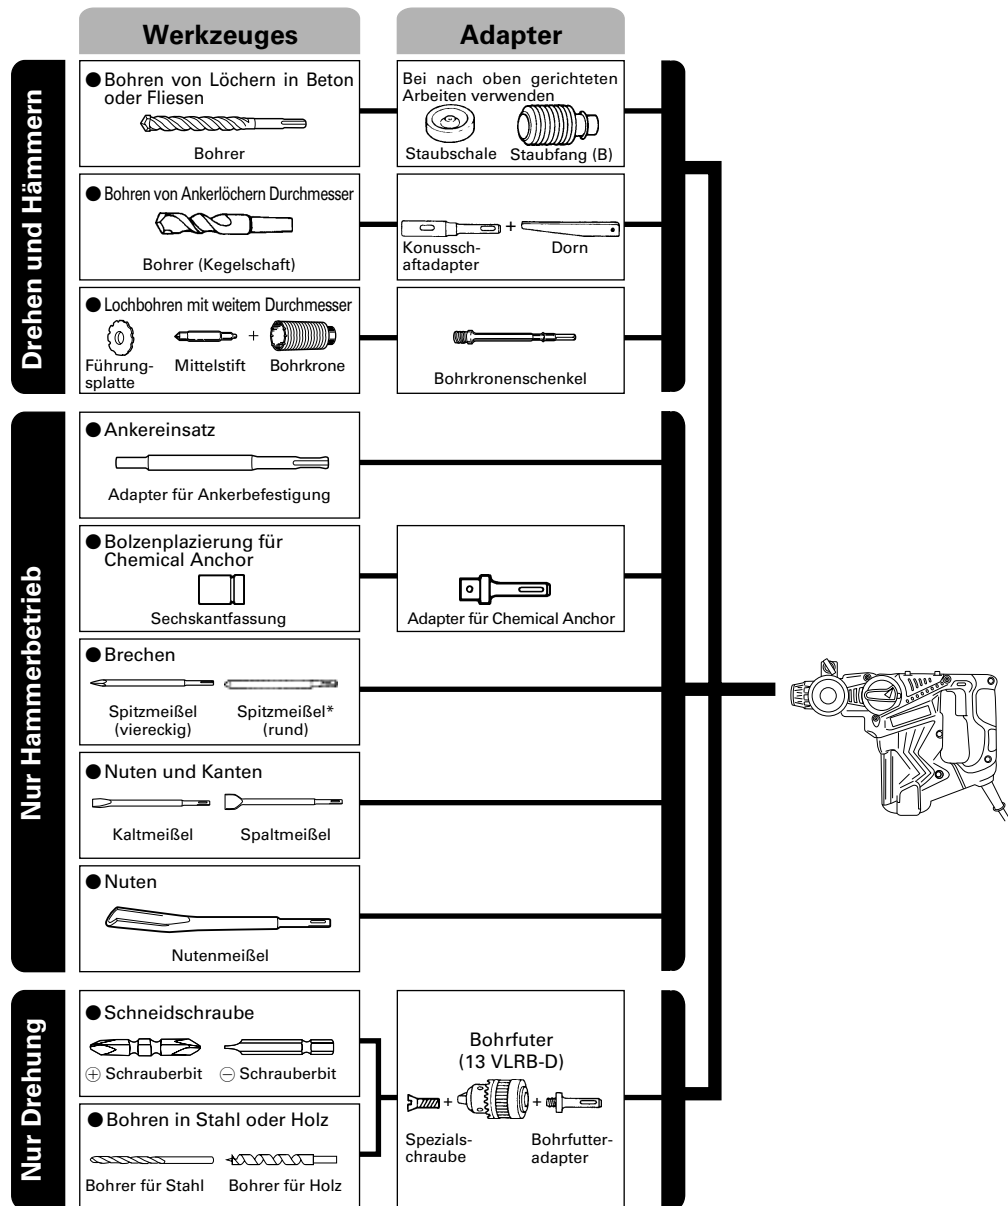 Werkzeuges
Adapter
Drehen und Hämmern
● Bohren von Löchern in Beton
oder Fliesen
Bohrer
Bei nach oben gerichteten
Arbeiten verwenden
Staubschale Staubfang (B)
● Bohren von Ankerlöchern Durchmesser
Bohrer (Kegelschaft)
+
Konussch-
aftadapter
Dorn
● Lochbohren mit weitem Durchmesser
+
Führung-
splatte
Mittelstift
Bohrkrone
Bohrkronenschenkel
Nur Hammerbetrieb
● Ankereinsatz
Adapter für Ankerbefestigung
● Bolzenplazierung für
Chemical Anchor
Sechskantfassung
Adapter für Chemical Anchor
● Brechen
Spitzmeißel
(viereckig)
Spitzmeißel*
(rund)
● Nuten und Kanten
Kaltmeißel
Spaltmeißel
● Nuten
Nutenmeißel
Nur Drehung
● Schneidschraube
⊕ Schrauberbit ⊖ Schrauberbit
● Bohren in Stahl oder Holz
Bohrer für Stahl
Bohrer für Holz
Bohrfuter
(13 VLRB-D)
+ +
Spezials-
chraube
Bohrfutter-
adapter